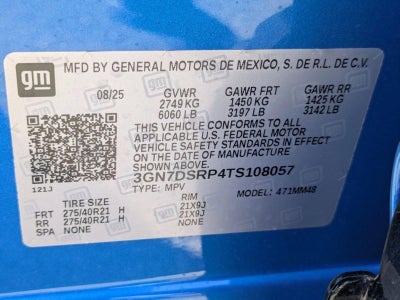 gm MFD BY GENERAL MOTORS DE MEXICO, S. DE R.L. DE C.V.
08/25 GVWR GAWR FRT GAWR RR
2749 KG 1450 KG 1425 KG
6060 LB 3197 LB 3142 LB
THIS VEHICLE CONFORMS TO ALL
APPLICABLE U.S. FEDERAL MOTOR
VEHICLE SAFETY STANDARDS IN
EFFECT ON THE DATE OF
MANUFACTURE SHOWN ABOVE.
3GN7DSRP4TS108057
121J TYPE: MPV MODEL: 471MM48
TIRE SIZE RIM
FRT 275/40R21 H 21X9J
RR 275/40R21 H 21X9J
SPA NONE NONE